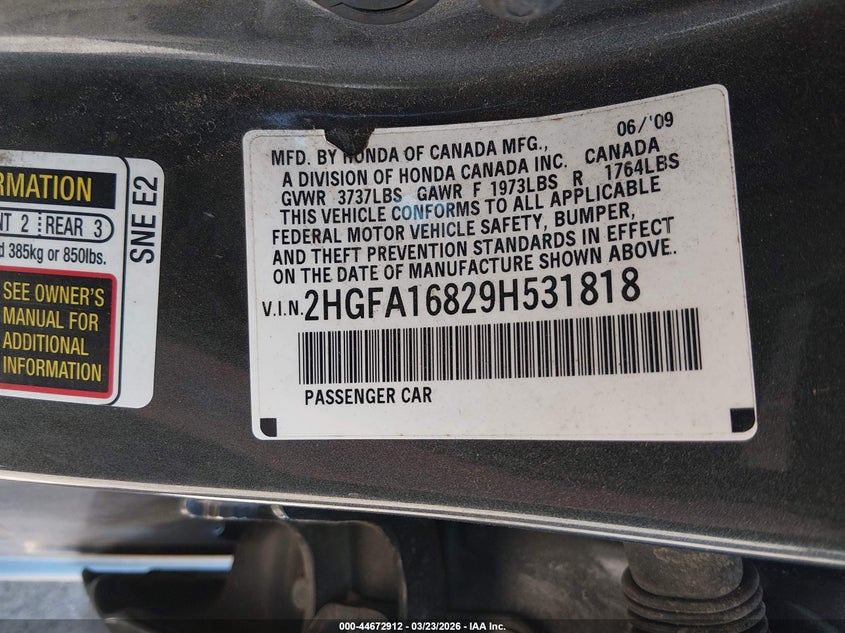 RMATION
NT 2 REAR 3
d 385kg or 850lbs.
SEE OWNER'S
MANUAL FOR
ADDITIONAL
INFORMATION
SNE E2
06/'09
MFD. BY HONDA OF CANADA MFG.,
A DIVISION OF HONDA CANADA INC. CANADA
GVWR 3737LBS GAWR F 1973LBS R 1764LBS
THIS VEHICLE CONFORMS TO ALL APPLICABLE
FEDERAL MOTOR VEHICLE SAFETY, BUMPER,
AND THEFT PREVENTION STANDARDS IN EFFECT
ON THE DATE OF MANUFACTURE SHOWN ABOVE.
V.I.N. 2HGFA16829H531818
PASSENGER CAR
000-44672912 - 03/23/2026 - IAA Inc.